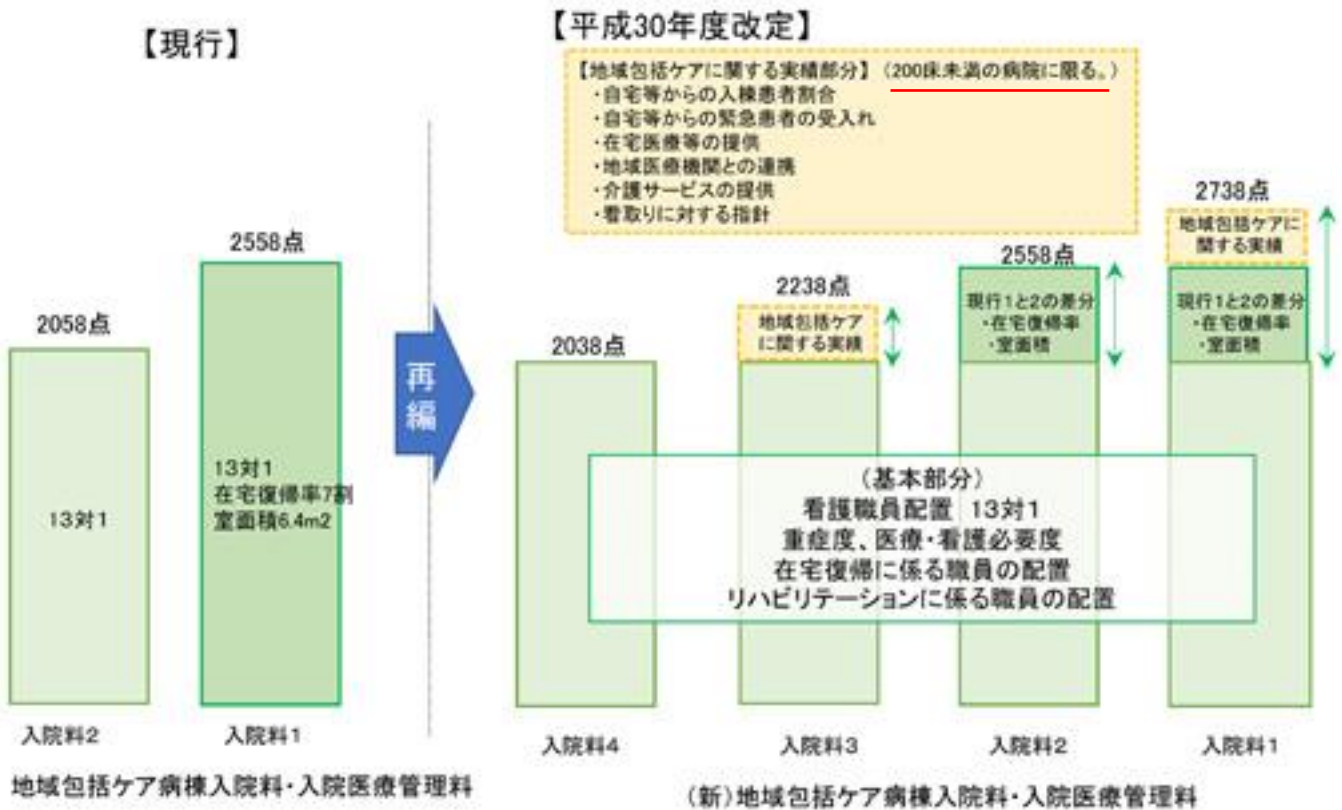 【現行】
2058点
13対1
入院料2
2558点
13対1
在宅復帰率7割
室面積6.4m2
入院料1
地域包括ケア病棟入院料・入院医療管理料
再編
【平成30年度改定】
【地域包括ケアに関する実績部分】(200床未満の病院に限る。)
・自宅等からの入棟患者割合
・自宅等からの緊急患者の受入れ
・在宅医療等の提供
・地域医療機関との連携
・介護サービスの提供
・看取りに対する指針
2038点
2238点
地域包括ケア
に関する実績
2558点
現行1と2の差分
・在宅復帰率
・室面積
2738点
地域包括ケアに
関する実績
現行1と2の差分
・在宅復帰率
・室面積
(基本部分)
看護職員配置 13対1
重症度、医療・看護必要度
在宅復帰に係る職員の配置
リハビリテーションに係る職員の配置
入院料4
入院料3
入院料2
入院料1
(新)地域包括ケア病棟入院料・入院医療管理料